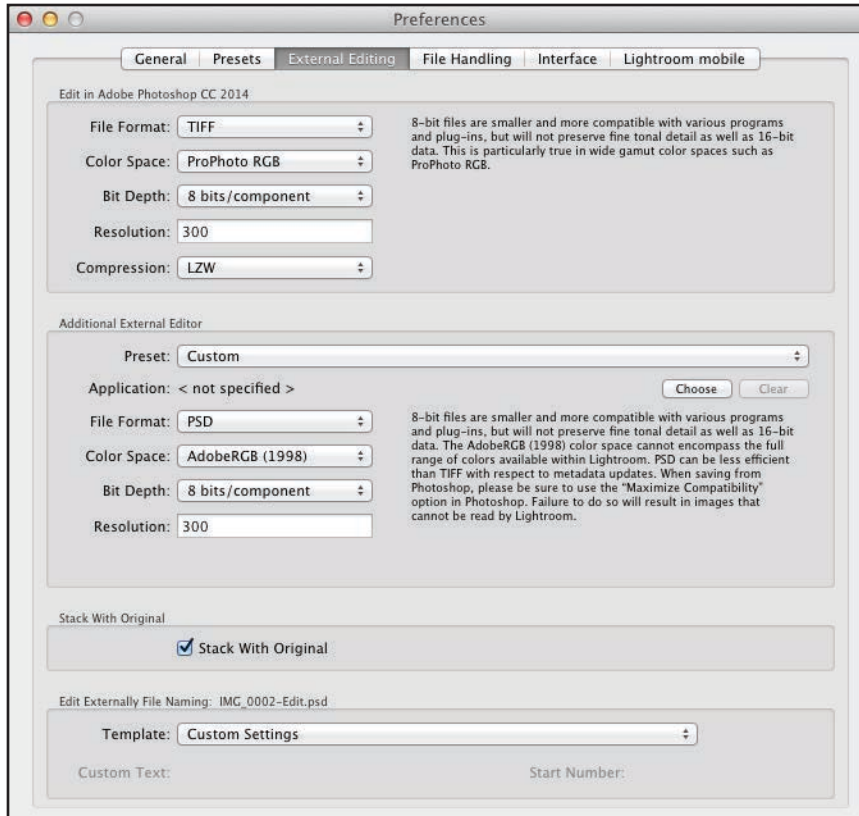 Preferences
General Presets External Editing File Handling Interface Lightroom mobile
Edit in Adobe Photoshop CC 2014
File Format: TIFF
Color Space: ProPhoto RGB
Bit Depth: 8 bits/component
Resolution: 300
Compression: LZW
8-bit files are smaller and more compatible with various programs
and plug-ins, but will not preserve fine tonal detail as well as 16-bit
data. This is particularly true in wide gamut color spaces such as
ProPhoto RGB.
Additional External Editor
Preset: Custom
Application: < not specified >
Choose Clear
File Format: PSD
Color Space: AdobeRGB (1998)
Bit Depth: 8 bits/component
Resolution: 300
8-bit files are smaller and more compatible with various programs
and plug-ins, but will not preserve fine tonal detail as well as 16-bit
data. The AdobeRGB (1998) color space cannot encompass the full
range of colors available within Lightroom. PSD can be less efficient
than TIFF with respect to metadata updates. When saving from
Photoshop, please be sure to use the “Maximize Compatibility”
option in Photoshop. Failure to do so will result in images that
cannot be read by Lightroom.
Stack With Original
Stack With Original
Edit Externally File Naming: IMG_0002-Edit.psd
Template: Custom Settings
Custom Text: Start Number: